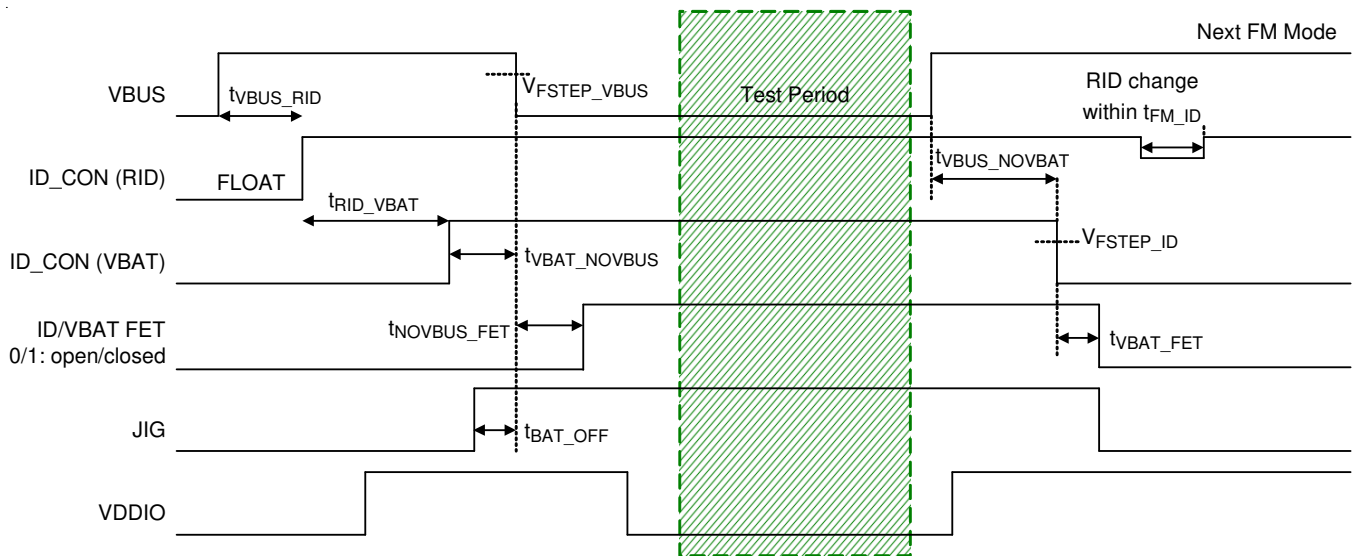 Next FM Mode
VBUS
tVBUS_RID
VFSTEP_VBUS
Test Period
RID change
within tFM_ID
ID_CON (RID)
FLOAT
tVBUS_NOVBAT
tRID_VBAT
VFSTEP_ID
ID_CON (VBAT)
tVBAT_NOVBUS
ID/VBAT FET
0/1: open/closed
tNOVBUS_FET
tVBAT_FET
JIG
tBAT_OFF
VDDIO